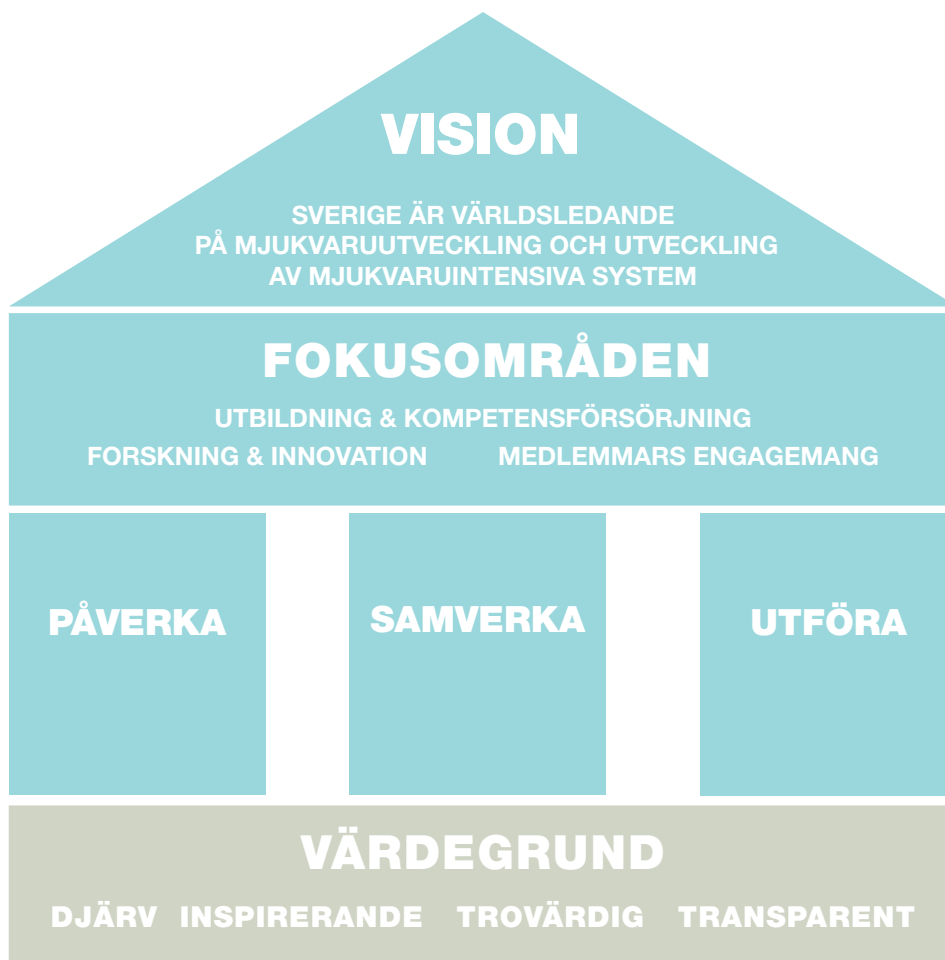 VISION
SVERIGE ÄR VÄRLDSLEDANDE
PÅ MJUKVARUUTVECKLING OCH UTVECKLING
AV MJUKVARUINTENSIVA SYSTEM
FOKUSOMRÅDEN
UTBILDNING & KOMPETENSFÖRSÖRJNING
FORSKNING & INNOVATION MEDLEMMARS ENGAGEMANG
PÅVERKA SAMVERKA UTFÖRA
VÄRDEGRUND
DJÄRV INSPIRERANDE TROVÄRDIG TRANSPARENT